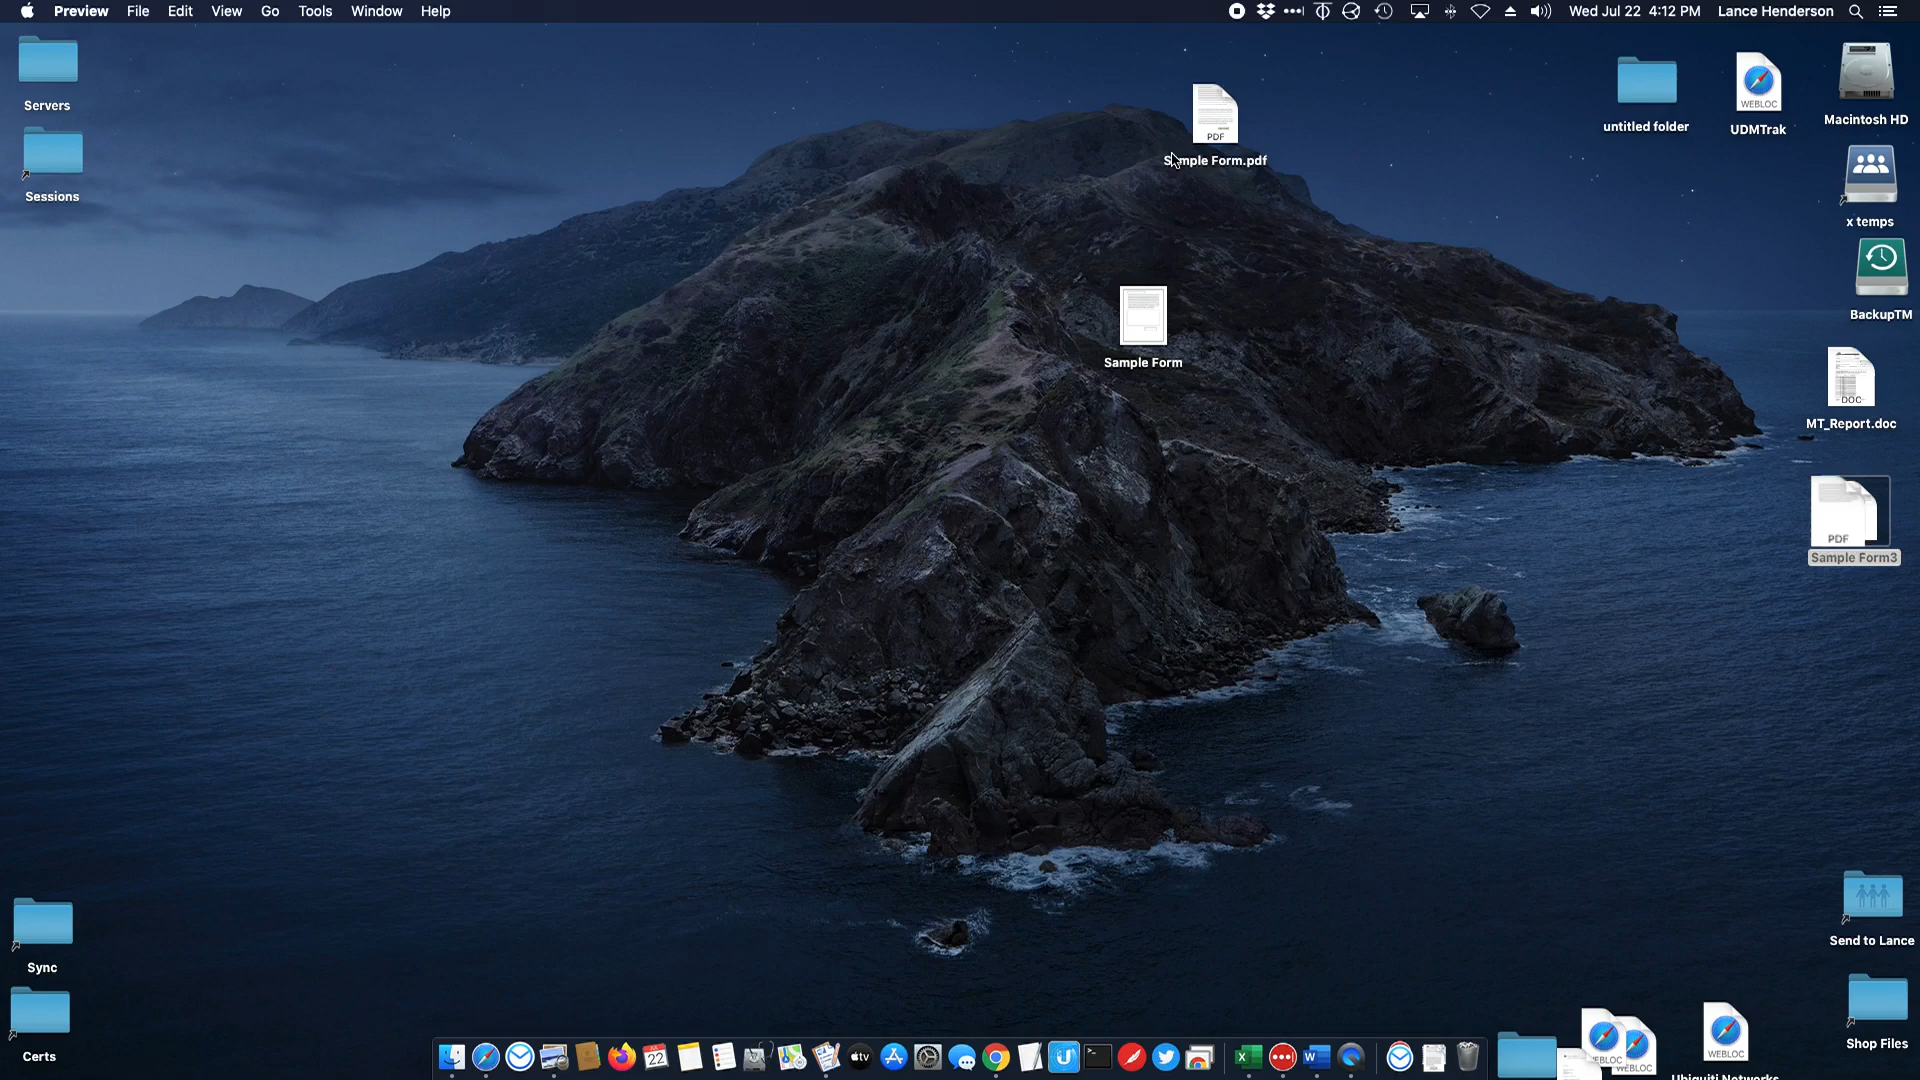 Preview File Edit View Go Tools Window Help
Wed Jul 22 4:12 PM Lance Henderson
Servers
Sessions
PDF
Sample Form.pdf
Sample Form
untitled folder
WEBLOC
UDMTrak
Macintosh HD
x temps
BackupTM
DOC
MT_Report.doc
PDF
Sample Form3
Sync
Certs
Send to Lance
Shop Files
22
tv
WEBLOC
WEBLOC
WEBLOC
Ubiquiti Networks